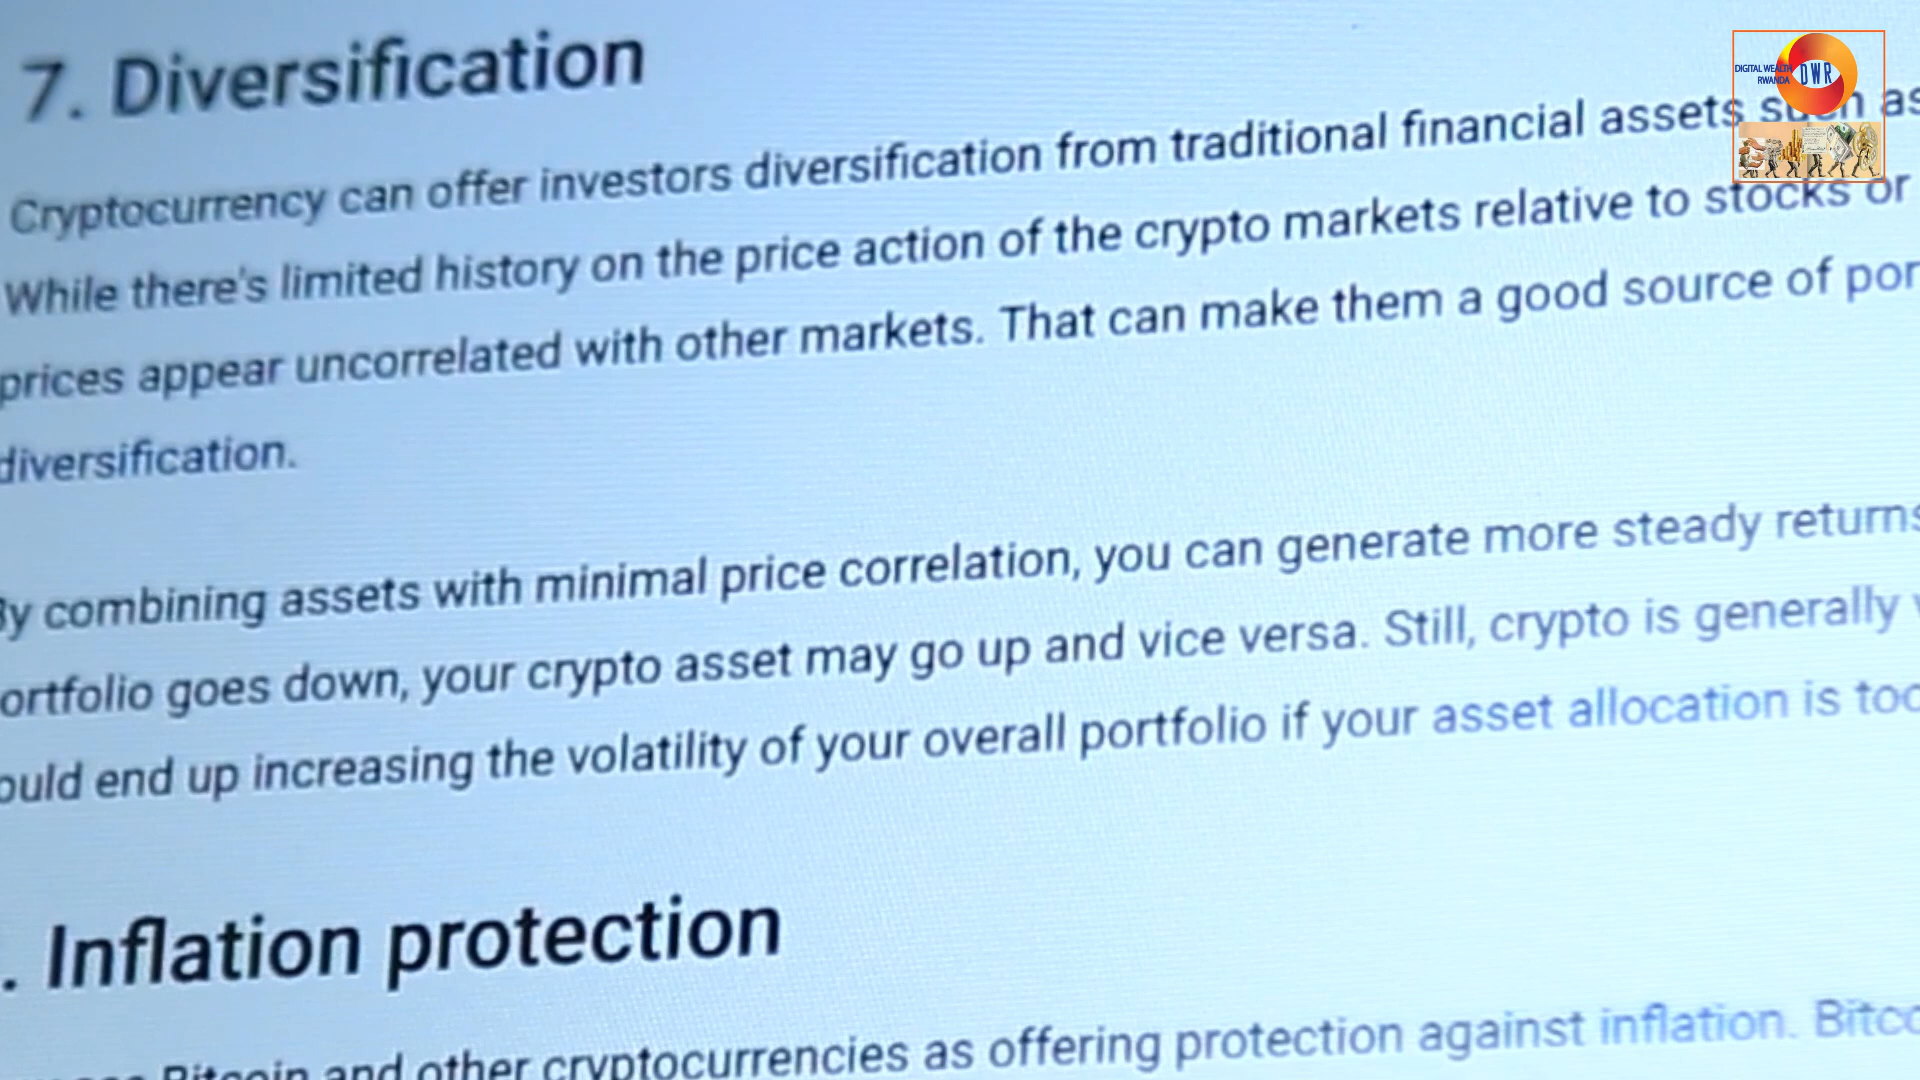 7. Diversification
Cryptocurrency can offer investors diversification from traditional financial assets such as
While there's limited history on the price action of the crypto markets relative to stocks or
prices appear uncorrelated with other markets. That can make them a good source of
diversification.
By combining assets with minimal price correlation, you can generate more steady returns
goes down, your crypto asset may go up and vice versa. Still, crypto is generally
end up increasing the volatility of your overall portfolio if your asset allocation is
. Inflation protection
Bitcoin and other cryptocurrencies as offering protection against inflation.
DIGITAL WEALTH
RWANDA
DWR